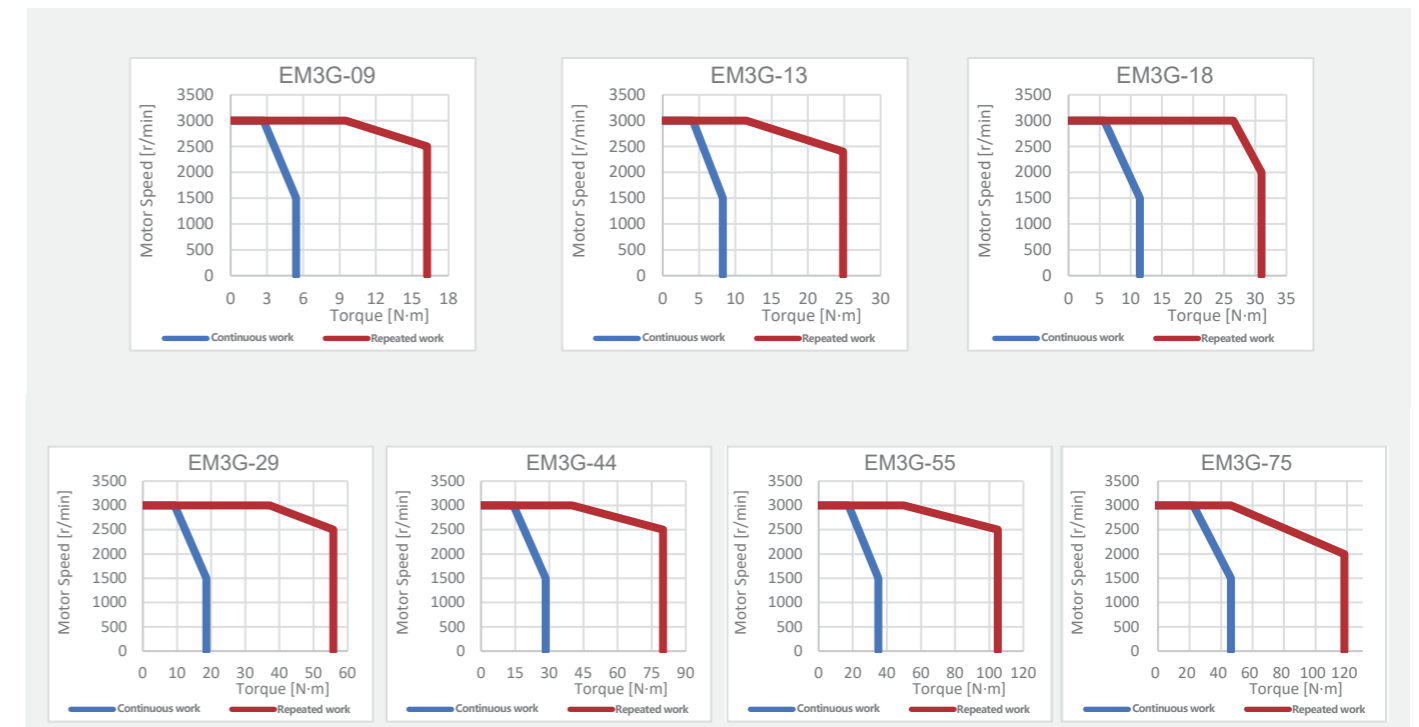 EM3G-09
Motor Speed [r/min]
3500
3000
2500
2000
1500
1000
500
0
0 3 6 9 12 15 18
Torque [N·m]
Continuous work Repeated work
EM3G-13
Motor Speed [r/min]
3500
3000
2500
2000
1500
1000
500
0
0 5 10 15 20 25 30
Torque [N·m]
Continuous work Repeated work
EM3G-18
Motor Speed [r/min]
3500
3000
2500
2000
1500
1000
500
0
0 5 10 15 20 25 30 35
Torque [N·m]
Continuous work Repeated work
EM3G-29
Motor Speed [r/min]
3500
3000
2500
2000
1500
1000
500
0
0 10 20 30 40 50 60
Torque [N·m]
Continuous work Repeated work
EM3G-44
Motor Speed [r/min]
3500
3000
2500
2000
1500
1000
500
0
0 15 30 45 60 75 90
Torque [N·m]
Continuous work Repeated work
EM3G-55
Motor Speed [r/min]
3500
3000
2500
2000
1500
1000
500
0
0 20 40 60 80 100 120
Torque [N·m]
Continuous work Repeated work
EM3G-75
Motor Speed [r/min]
3500
3000
2500
2000
1500
1000
500
0
0 20 40 60 80 100 120
Torque [N·m]
Continuous work Repeated work